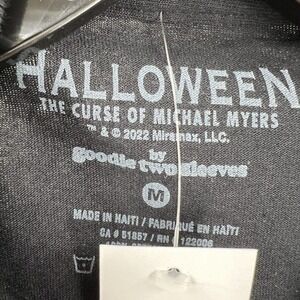 HALLOWEEN
THE CURSE OF MICHAEL MYERS
™ & © 2022 Miramax, LLC.
by
goodie two sleeves
M
MADE IN HAITI / FABRIQUÉ EN HAÏTI
CA # 51857 / RN # 122006